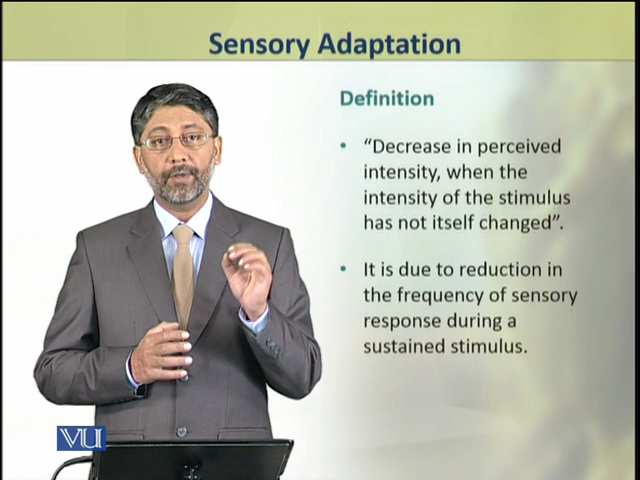 Sensory Adaptation
Definition
• “Decrease in perceived
intensity, when the
intensity of the stimulus
has not itself changed”.
• It is due to reduction in
the frequency of sensory
response during a
sustained stimulus.
VU